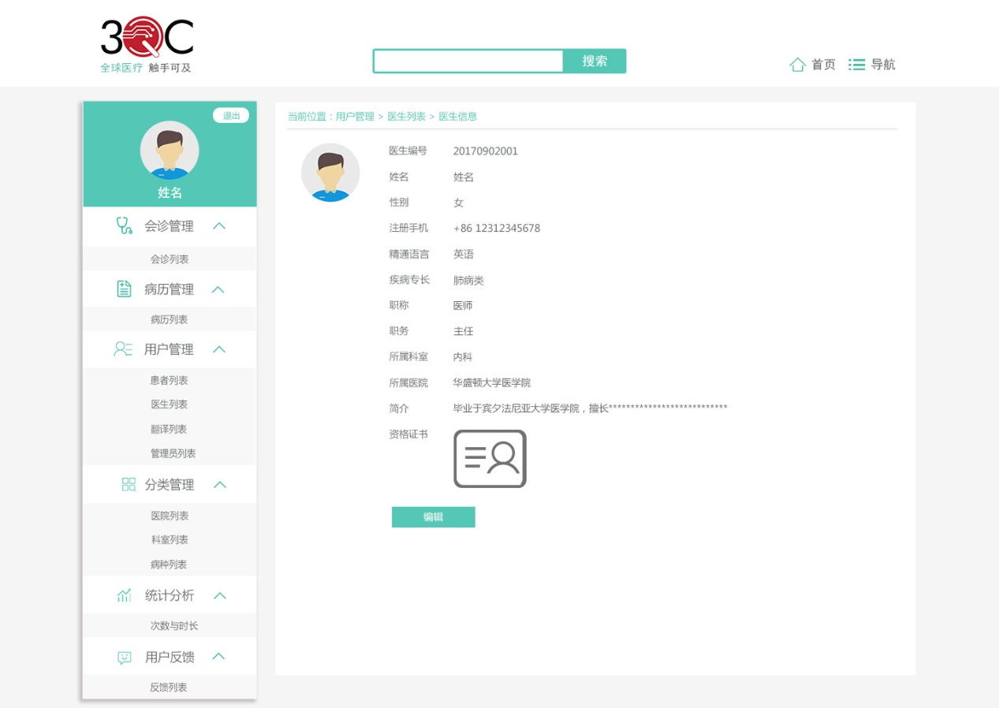 3QC
全球医疗 触手可及
搜索
首页
导航
退出
姓名
会诊管理
会诊列表
病历管理
病历列表
用户管理
患者列表
医生列表
翻译列表
管理员列表
分类管理
医院列表
科室列表
病种列表
统计分析
次数与时长
用户反馈
反馈列表
当前位置：用户管理 > 医生列表 > 医生信息
医生编号 20170902001
姓名 姓名
性别 女
注册手机 +86 12312345678
精通语言 英语
疾病专长 肺病类
职称 医师
职务 主任
所属科室 内科
所属医院 华盛顿大学医学院
简介 毕业于宾夕法尼亚大学医学院，擅长***************************
资格证书
编辑